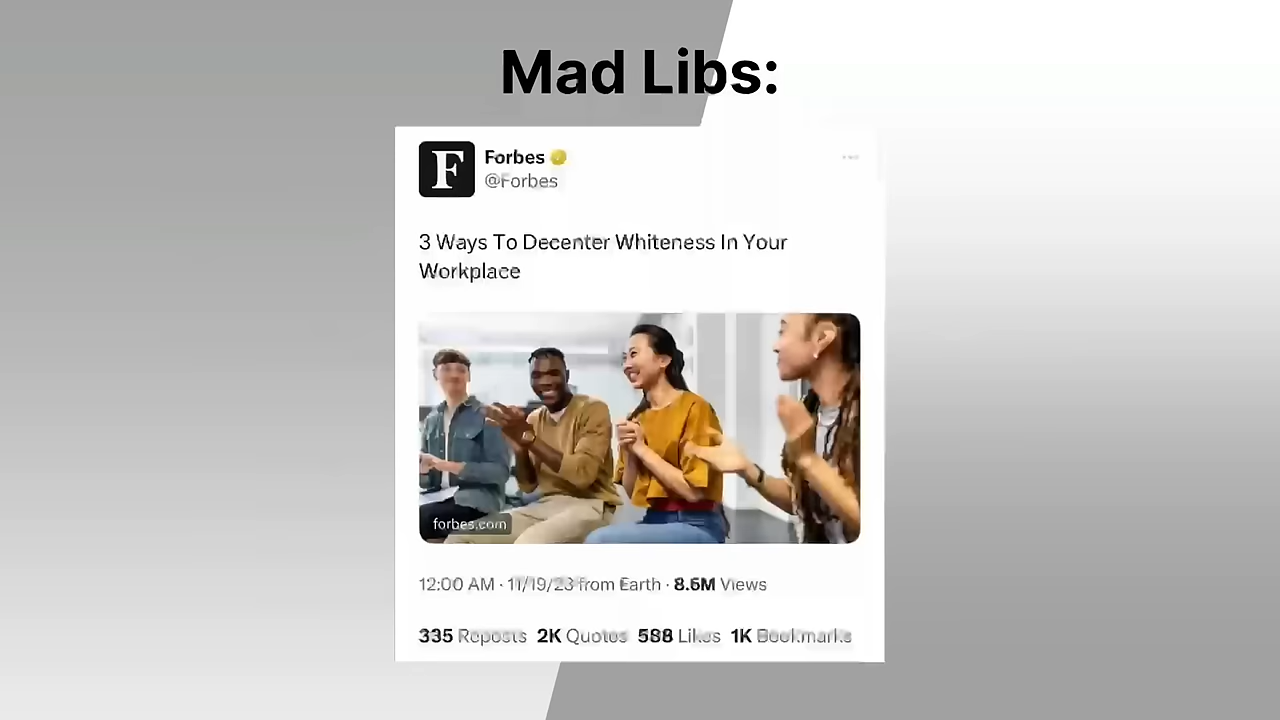 Mad Libs:
F
Forbes
@Forbes
3 Ways To Decenter Whiteness In Your
Workplace
forbes.com
12:00 AM · 11/19/23 from Earth · 8.6M Views
335 Reposts 2K Quotes 588 Likes 1K Bookmarks